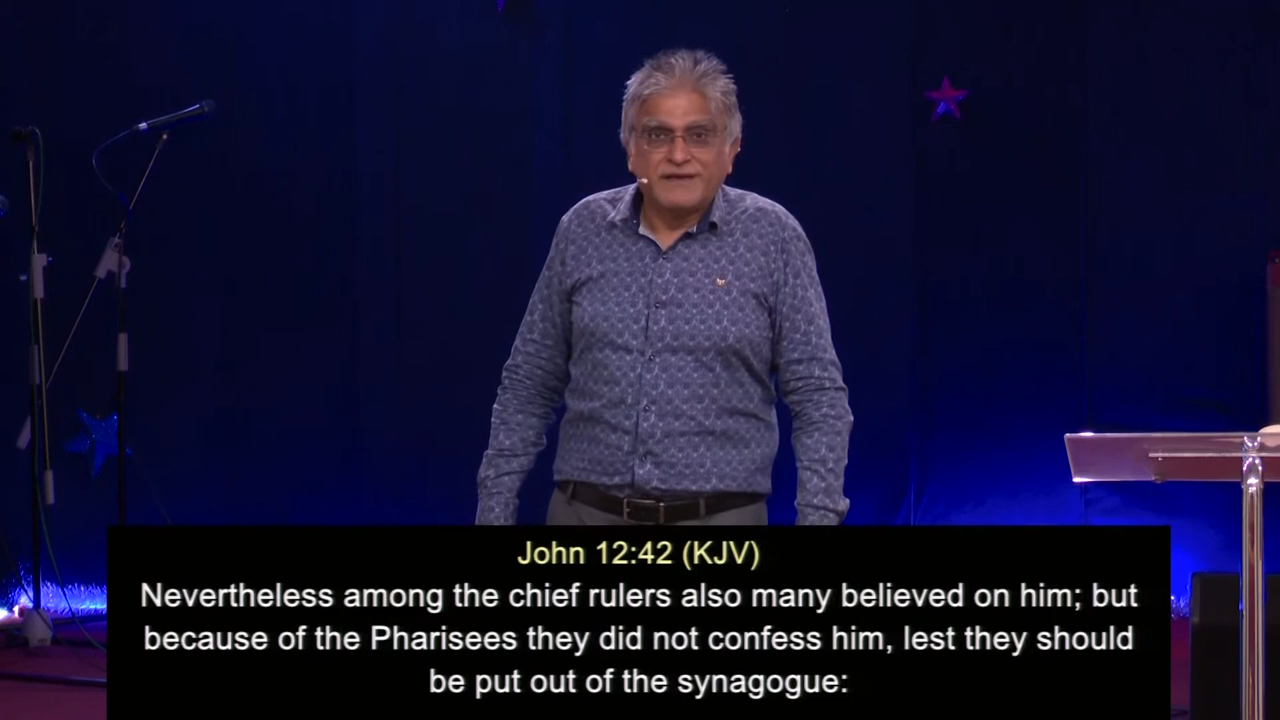 John 12:42 (KJV)
Nevertheless among the chief rulers also many believed on him; but
because of the Pharisees they did not confess him, lest they should
be put out of the synagogue: